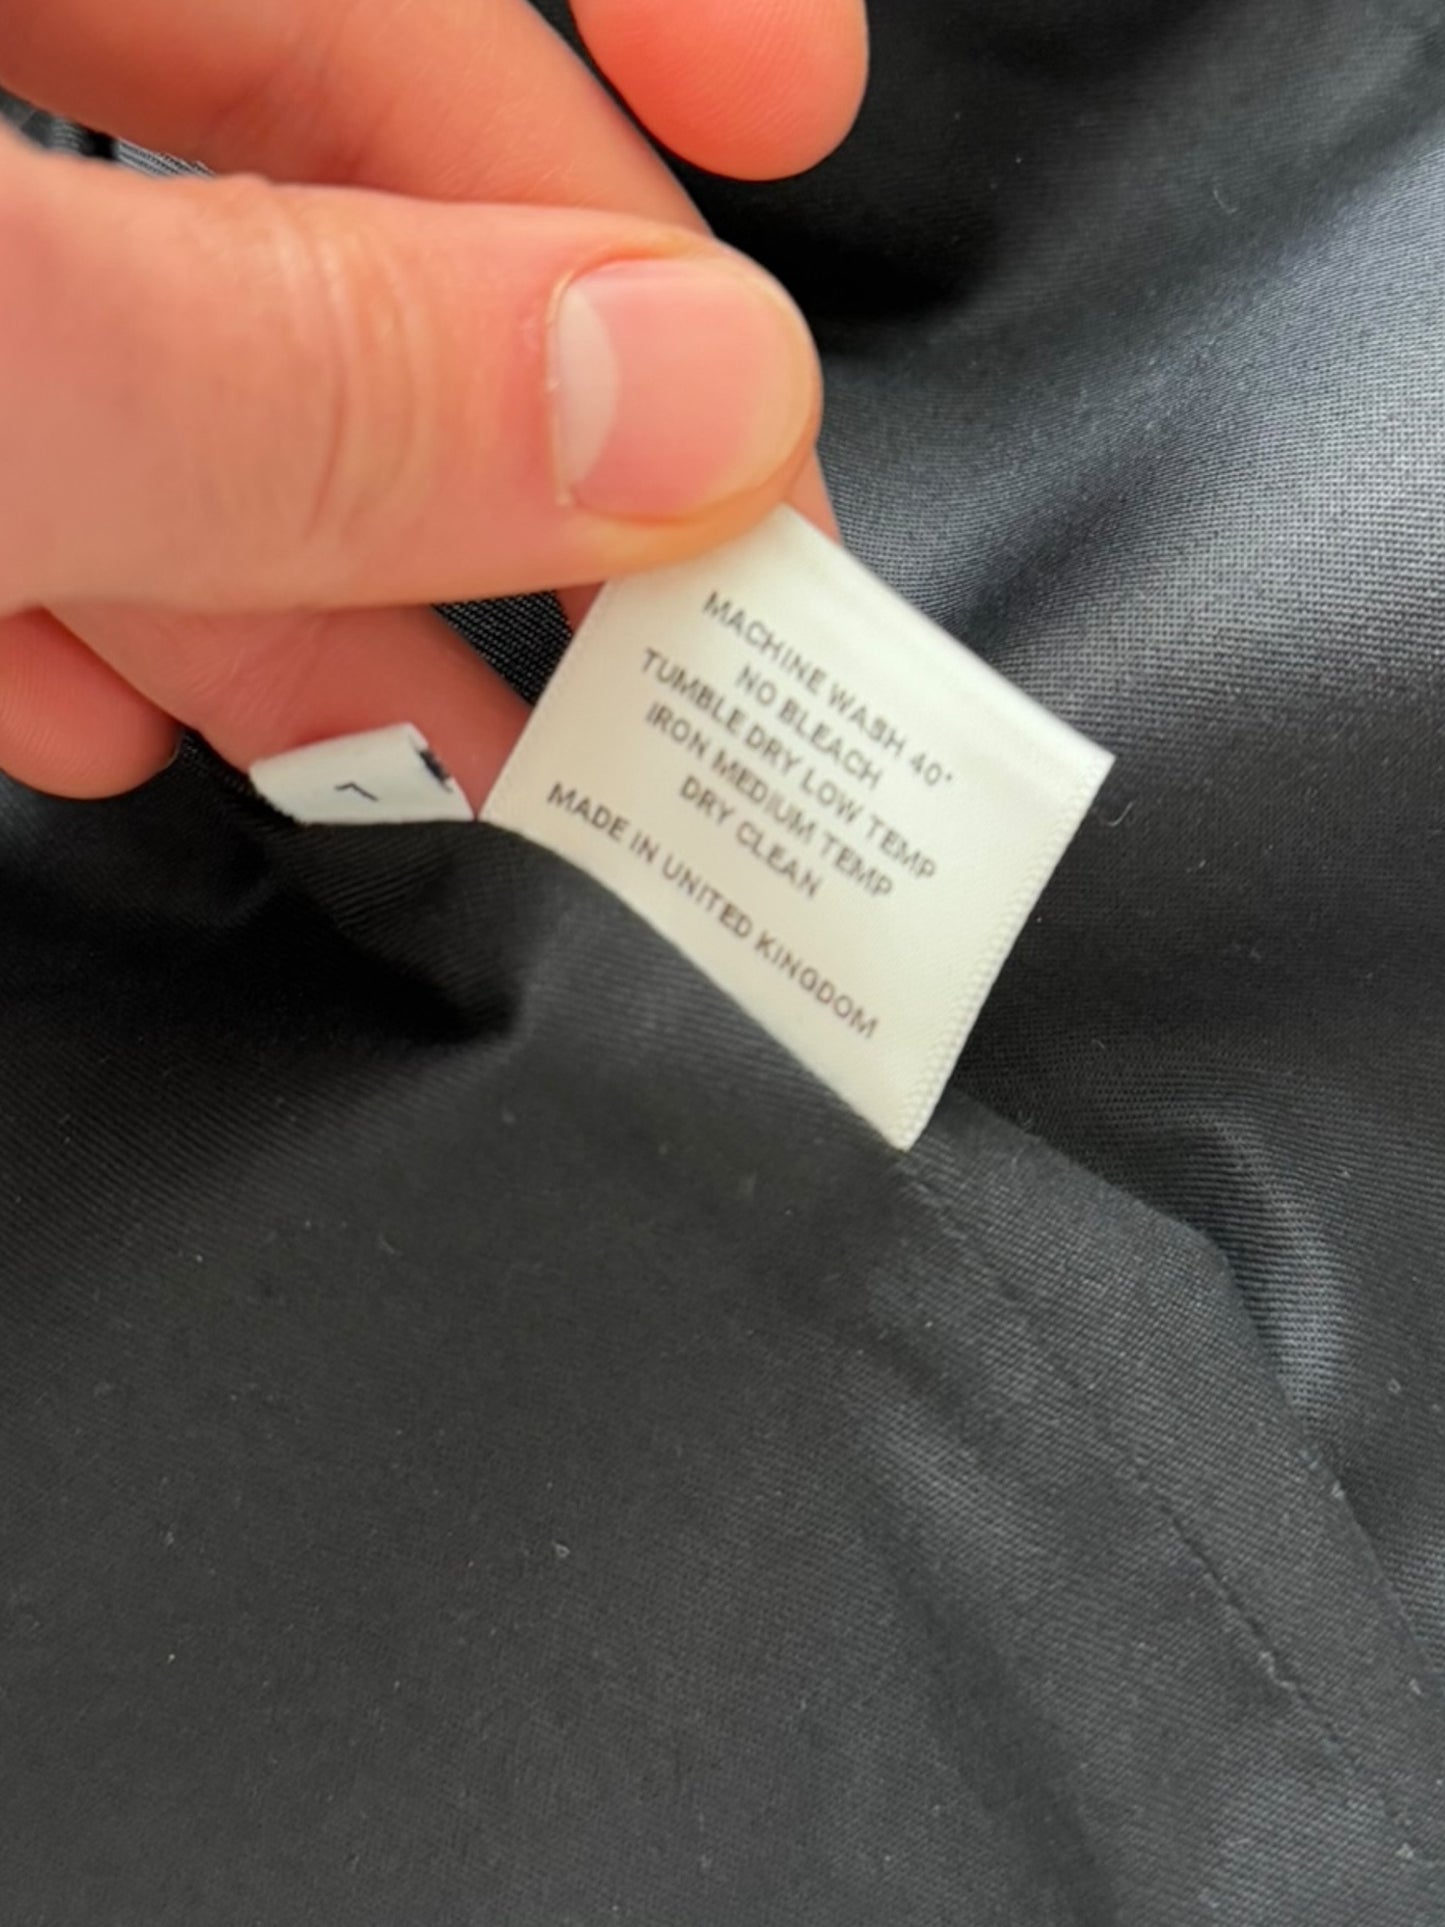 MACHINE WASH 40°
NO BLEACH
TUMBLE DRY LOW TEMP
IRON MEDIUM TEMP
DRY CLEAN
MADE IN UNITED KINGDOM